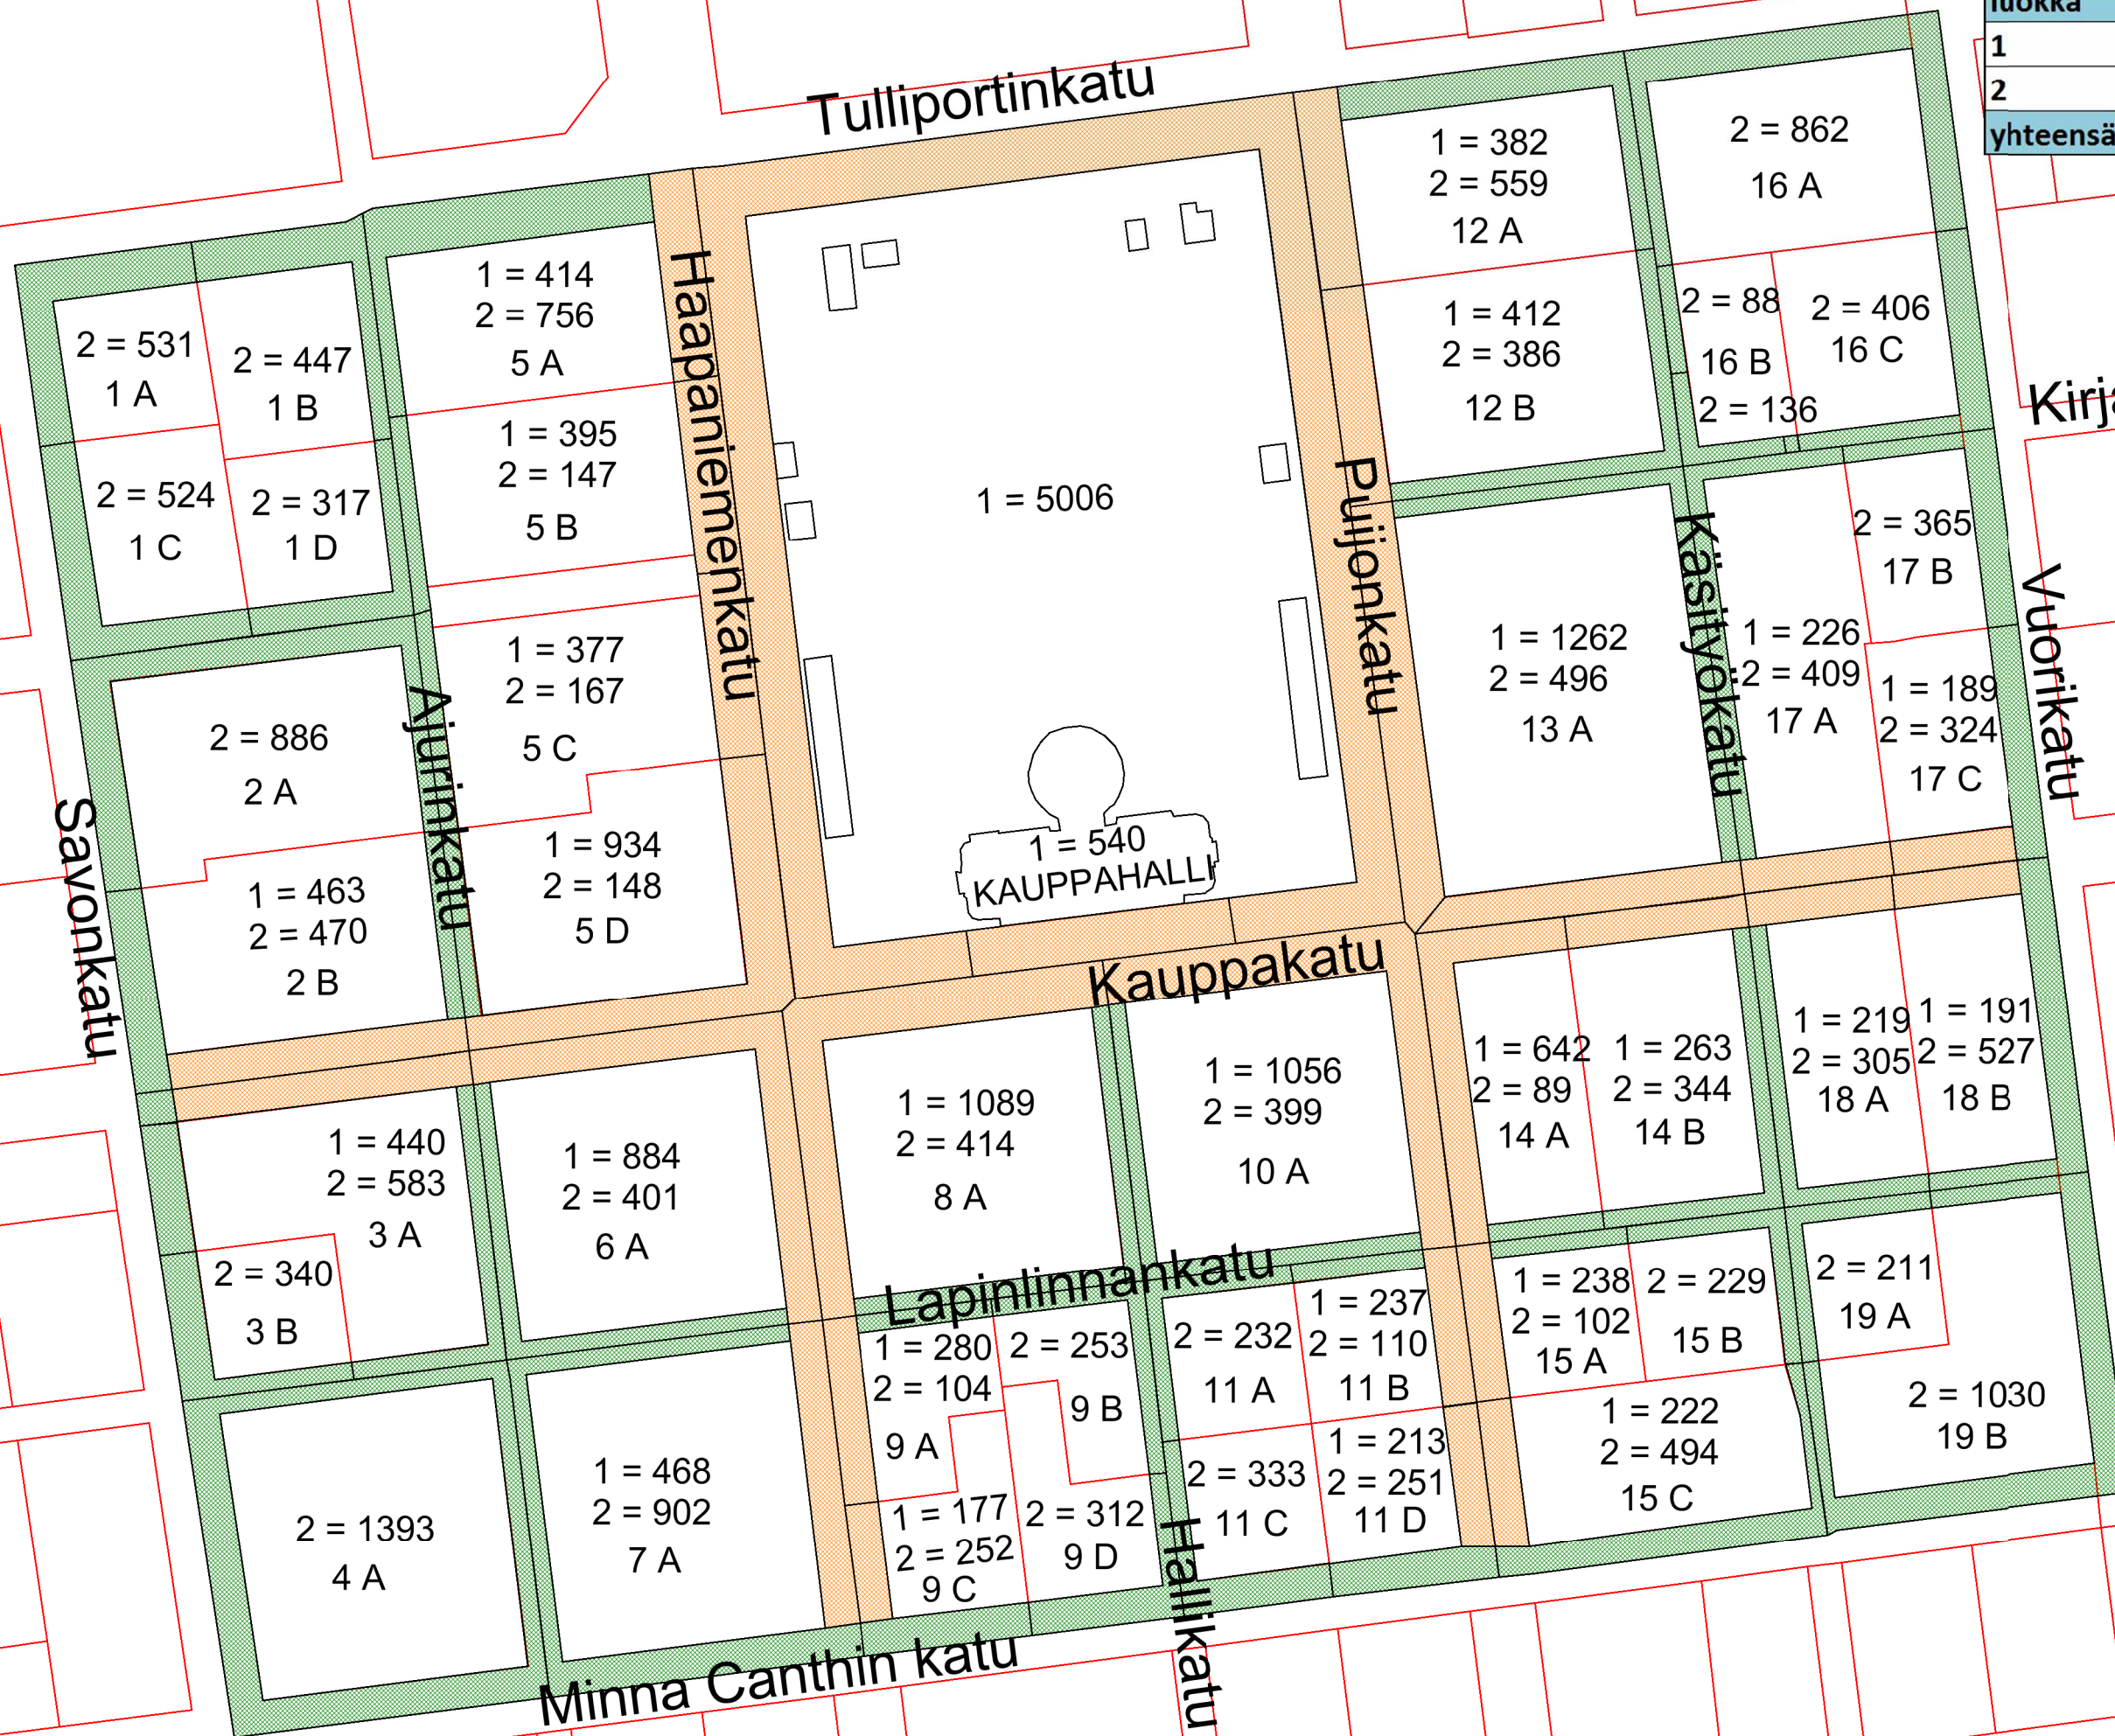 luokka
1
2
yhteensä
Tulliportinkatu
1 = 382
2 = 559
12 A
2 = 862
16 A
1 = 414
2 = 756
5 A
Haapaniemenkatu
2 = 531
1 A
2 = 447
1 B
1 = 412
2 = 386
12 B
2 = 88
16 B
2 = 136
2 = 406
16 C
Kirja
1 = 395
2 = 147
5 B
2 = 524
1 C
2 = 317
1 D
1 = 5006
Puijonkatu
Käsityökatu
2 = 365
17 B
Vuorikatu
1 = 377
2 = 167
5 C
1 = 1262
2 = 496
13 A
1 = 226
2 = 409
17 A
1 = 189
2 = 324
17 C
2 = 886
2 A
Ajurinkatu
Savonkatu
1 = 934
2 = 148
5 D
1 = 540
KAUPPAHALLI
1 = 463
2 = 470
2 B
Kauppakatu
1 = 440
2 = 583
3 A
1 = 884
2 = 401
6 A
1 = 1089
2 = 414
8 A
1 = 1056
2 = 399
10 A
1 = 642
2 = 89
14 A
1 = 263
2 = 344
14 B
1 = 219
2 = 305
18 A
1 = 191
2 = 527
18 B
2 = 340
3 B
Lapinlinnankatu
1 = 280
2 = 104
9 A
2 = 253
9 B
2 = 232
11 A
1 = 237
2 = 110
11 B
1 = 238
2 = 102
15 A
2 = 229
15 B
2 = 211
19 A
2 = 1030
19 B
2 = 1393
4 A
1 = 468
2 = 902
7 A
1 = 177
2 = 252
9 C
2 = 312
9 D
2 = 333
11 C
1 = 213
2 = 251
11 D
1 = 222
2 = 494
15 C
Hallikatu
Minna Canthin katu